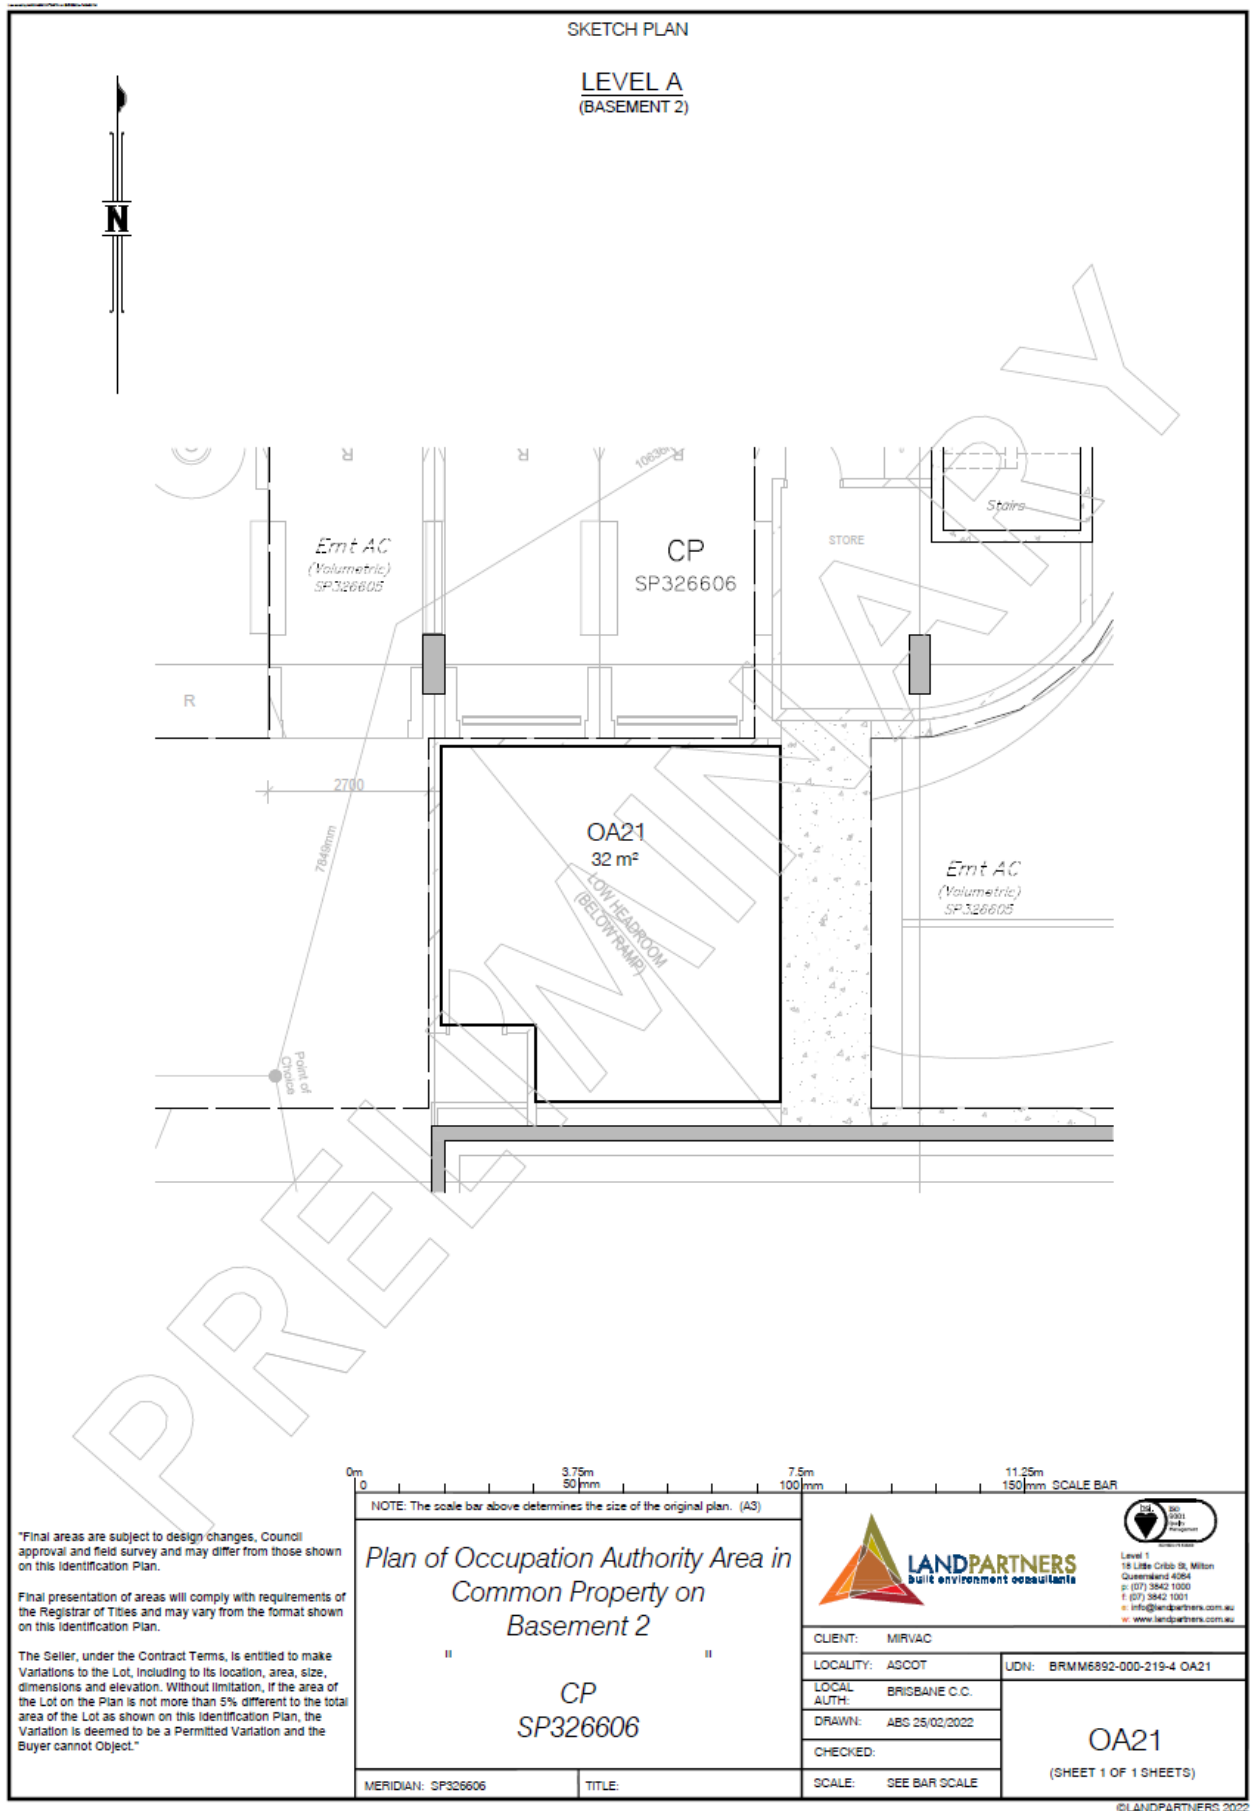 SKETCH PLAN
LEVEL A
(BASEMENT 2)
N
R
R
R
10636
Emt AC
(Volumetric)
SP326605
CP
SP326606
STORE
Stairs
R
2700
7849mm
OA21
32 m²
LOW HEADROOM
(BELOW RAMP)
Emt AC
(Volumetric)
SP326605
Point of
Choice
PRELIMINARY
0m 3.75m 7.5m 11.25m
0 50mm 100mm 150mm SCALE BAR
NOTE: The scale bar above determines the size of the original plan. (A3)
"Final areas are subject to design changes, Council
approval and field survey and may differ from those shown
on this Identification Plan.
Final presentation of areas will comply with requirements of
the Registrar of Titles and may vary from the format shown
on this Identification Plan.
The Seller, under the Contract Terms, is entitled to make
Variations to the Lot, including to its location, area, size,
dimensions and elevation. Without limitation, if the area of
the Lot on the Plan is not more than 5% different to the total
area of the Lot as shown on this Identification Plan, the
Variation is deemed to be a Permitted Variation and the
Buyer cannot Object."
Plan of Occupation Authority Area in
Common Property on
Basement 2
" "
CP
SP326606
MERIDIAN: SP326606
TITLE:
LANDPARTNERS
built environment consultants
bsi.
ISO
9001
Quality
Management
Level 1
18 Little Cribb St, Milton
Queensland 4064
p: (07) 3842 1000
f: (07) 3842 1001
e: info@landpartners.com.au
w: www.landpartners.com.au
CLIENT: MIRVAC
LOCALITY: ASCOT
UDN: BRMM6892-000-219-4 OA21
LOCAL AUTH: BRISBANE C.C.
DRAWN: ABS 25/02/2022
CHECKED:
SCALE: SEE BAR SCALE
OA21
(SHEET 1 OF 1 SHEETS)
©LANDPARTNERS 2022